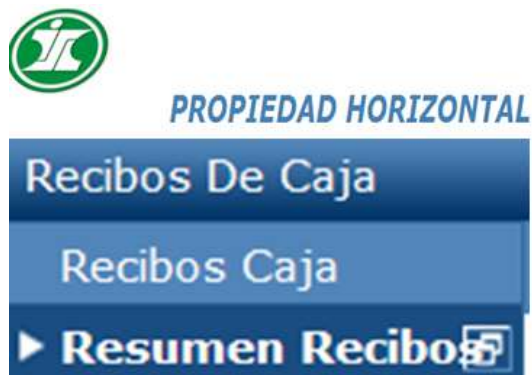 PROPIEDAD HORIZONTAL
Recibos De Caja
Recibos Caja
Resumen Recibos